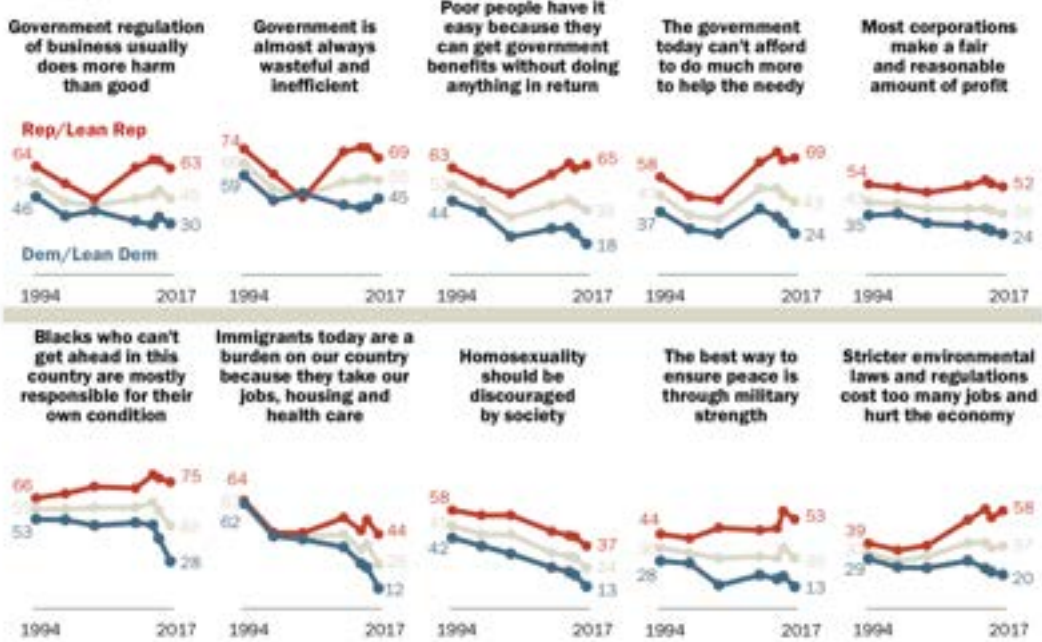 Government regulation
of business usually
does more harm
than good
Government is
almost always
wasteful and
inefficient
Poor people have it
easy because they
can get government
benefits without doing
anything in return
The government
today can't afford
to do much more
to help the needy
Most corporations
make a fair
and reasonable
amount of profit
Rep/Lean Rep
64
63
46
30
Dem/Lean Dem
1994 2017
74
69
59
45
1994 2017
63
65
44
18
1994 2017
58
69
37
24
1994 2017
54
52
35
24
1994 2017
Blacks who can't
get ahead in this
country are mostly
responsible for their
own condition
Immigrants today are a
burden on our country
because they take our
jobs, housing and
health care
Homosexuality
should be
discouraged
by society
The best way to
ensure peace is
through military
strength
Stricter environmental
laws and regulations
cost too many jobs and
hurt the economy
66
75
53
28
1994 2017
64
62
44
12
1994 2017
58
42
37
13
1994 2017
44
53
28
13
1994 2017
39
58
29
20
1994 2017